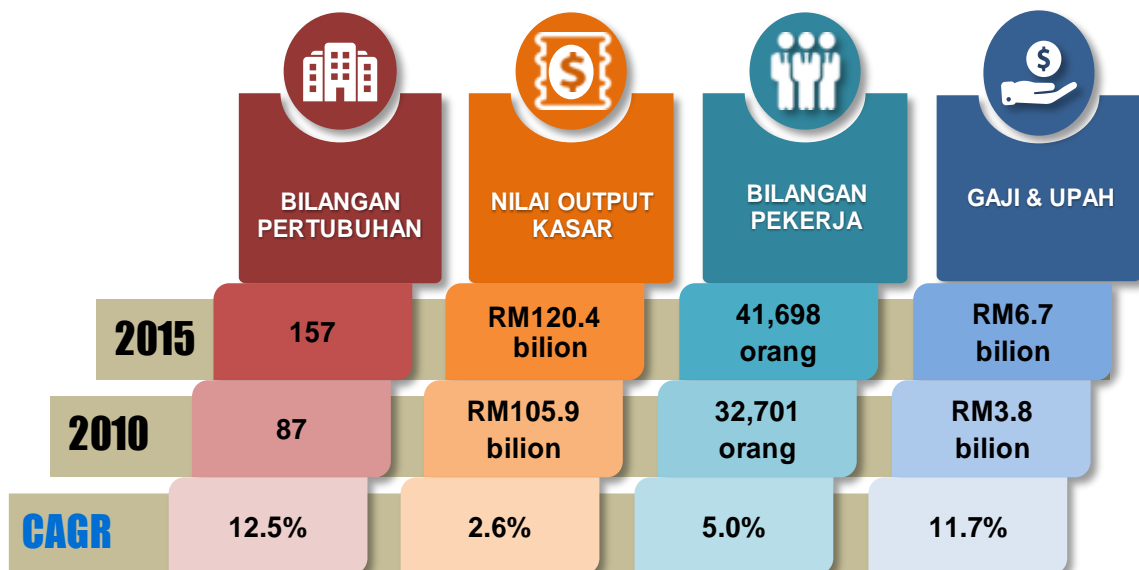 BILANGAN
PERTUBUHAN
NILAI OUTPUT
KASAR
BILANGAN
PEKERJA
GAJI & UPAH
2015
157
RM120.4
bilion
41,698
orang
RM6.7
bilion
2010
87
RM105.9
bilion
32,701
orang
RM3.8
bilion
CAGR
12.5%
2.6%
5.0%
11.7%